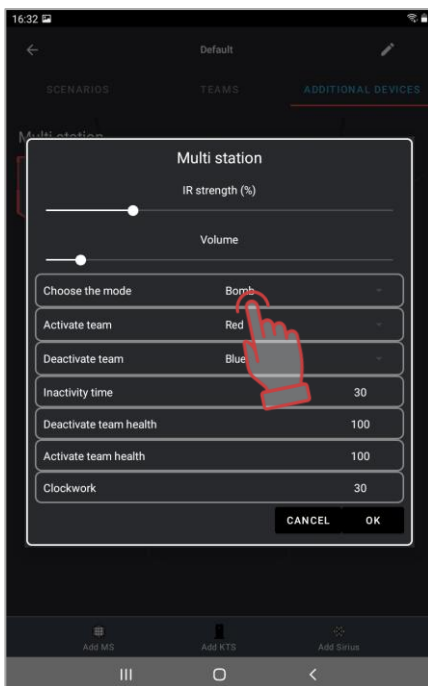 16:32
Default
SCENARIOS TEAMS ADDITIONAL DEVICES
Multi station
Multi station
IR strength (%)
Volume
Choose the mode Bomb
Activate team Red
Deactivate team Blue
Inactivity time 30
Deactivate team health 100
Activate team health 100
Clockwork 30
CANCEL OK
Add MS Add KTS Add Sirius